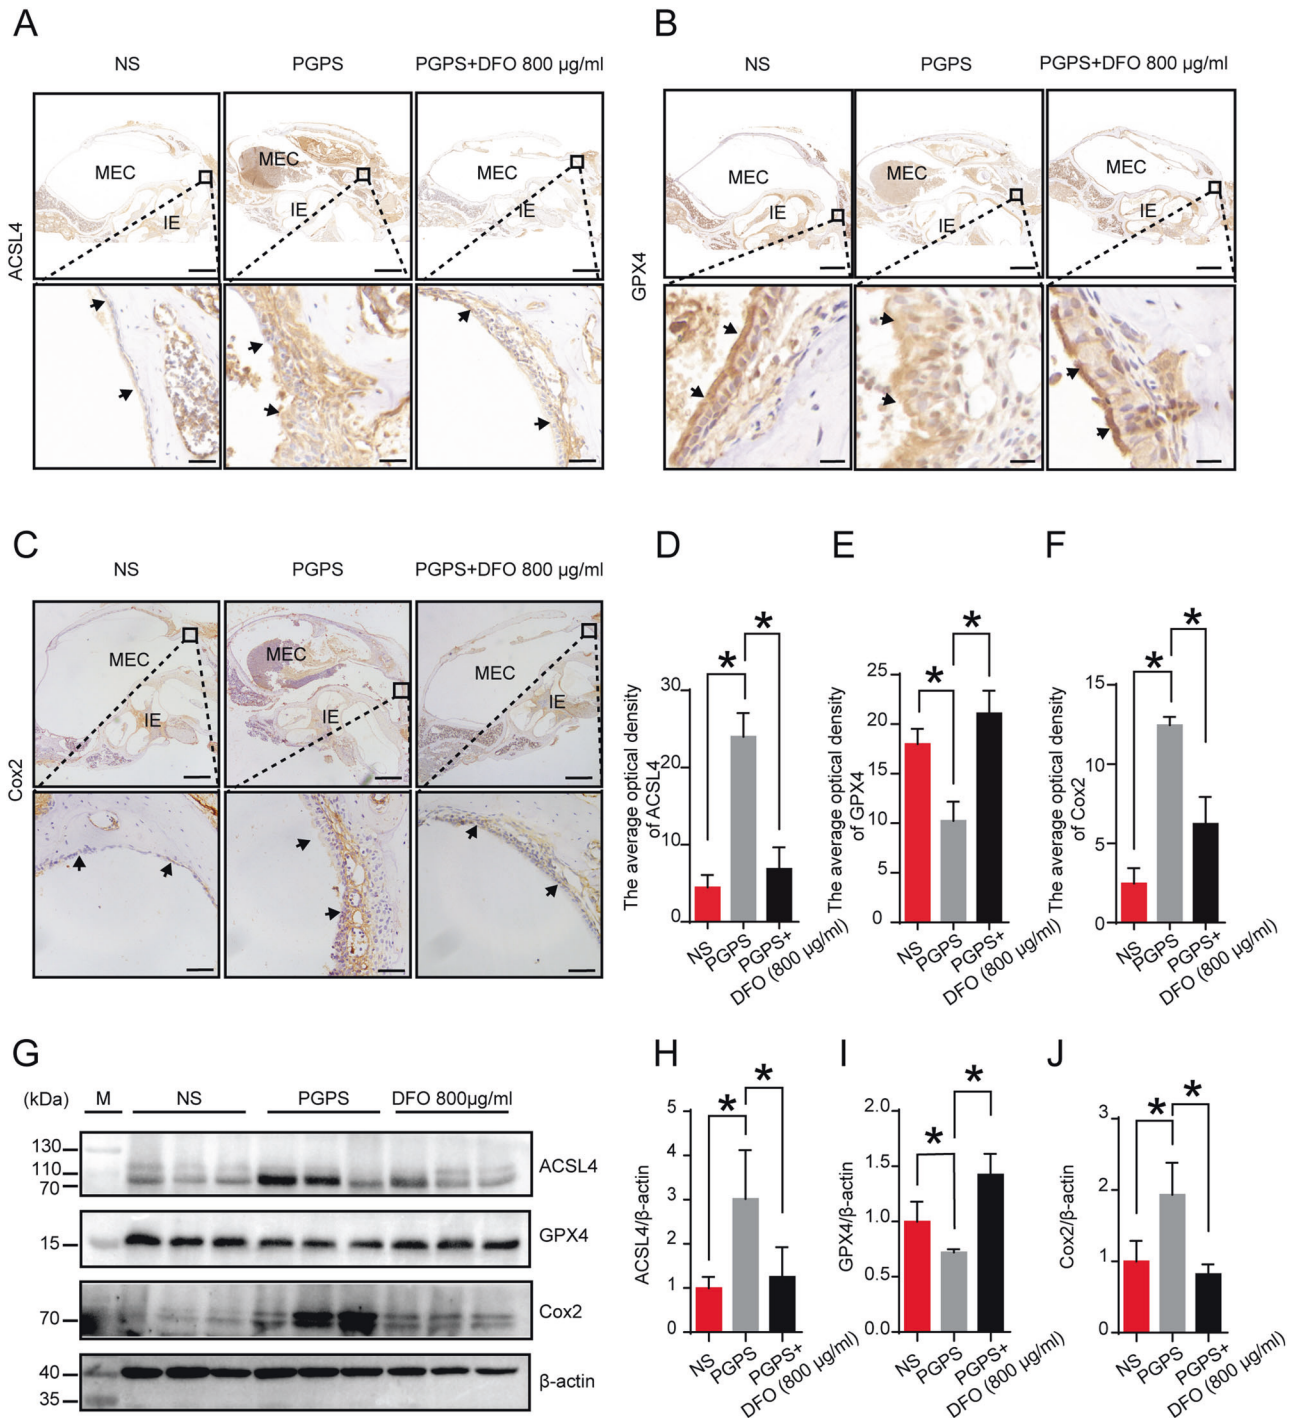 A
NS
PGPS
PGPS+DFO 800 µg/ml
ACSL4
MEC
IE
MEC
IE
MEC
IE
B
NS
PGPS
PGPS+DFO 800 µg/ml
GPX4
MEC
IE
MEC
IE
MEC
IE
C
NS
PGPS
PGPS+DFO 800 µg/ml
Cox2
MEC
IE
MEC
IE
MEC
IE
D
The average optical density
of ACSL4
30
20
10
0
*
*
NS
PGPS
PGPS+
DFO (800 µg/ml)
E
The average optical density
of GPX4
25
20
15
10
5
0
*
*
NS
PGPS
PGPS+
DFO (800 µg/ml)
F
The average optical density
of Cox2
15
10
5
0
*
*
NS
PGPS
PGPS+
DFO (800 µg/ml)
G
(kDa)
M
NS
PGPS
DFO 800µg/ml
130
110
70
ACSL4
15
GPX4
70
Cox2
40
35
β-actin
H
ACSL4/β-actin
5
4
3
2
1
0
*
*
NS
PGPS
PGPS+
DFO (800 µg/ml)
I
GPX4/β-actin
2.0
1.5
1.0
0.5
0.0
*
*
NS
PGPS
PGPS+
DFO (800 µg/ml)
J
Cox2/β-actin
3
2
1
0
*
*
NS
PGPS
PGPS+
DFO (800 µg/ml)